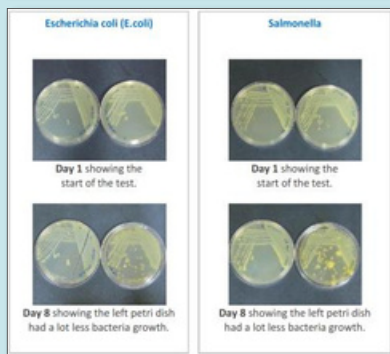 Escherichia coli (E.coli)
Day 1 showing the
start of the test.
Day 8 showing the left petri dish
had a lot less bacteria growth.
Salmonella
Day 1 showing the
start of the test.
Day 8 showing the left petri dish
had a lot less bacteria growth.